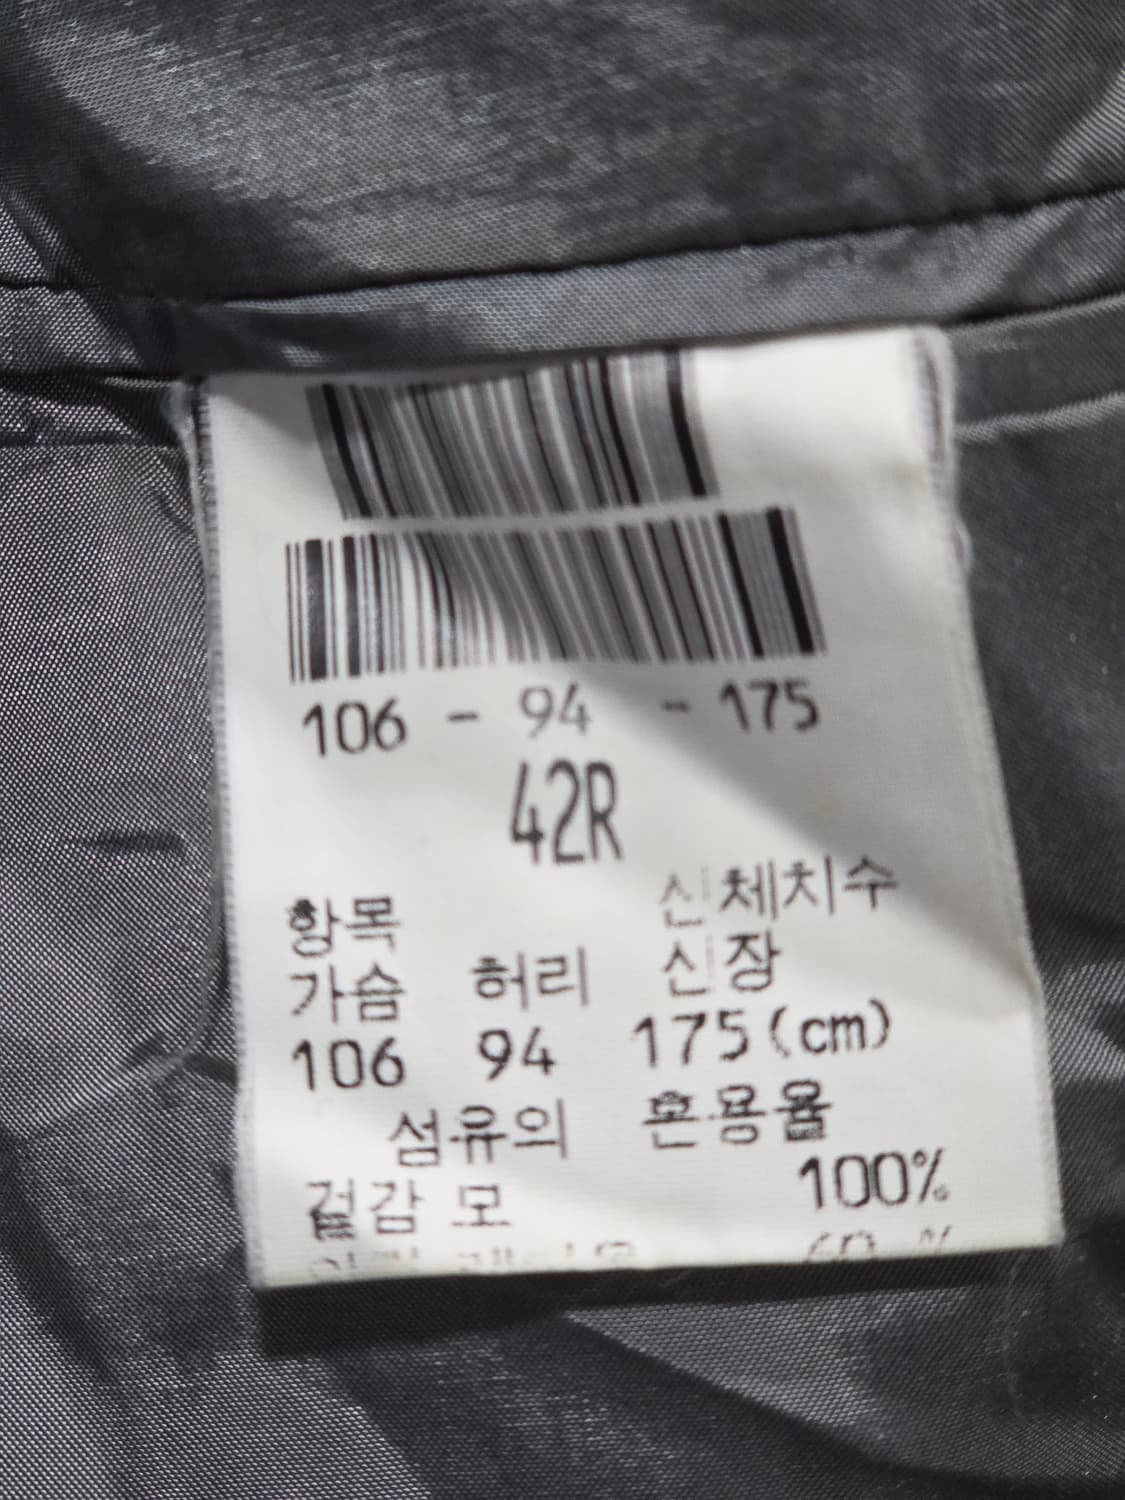 106 - 94 - 175
42R
항목 신체치수
가슴 허리 신장
106 94 175(cm)
섬유의 혼용율
겉감 모 100%